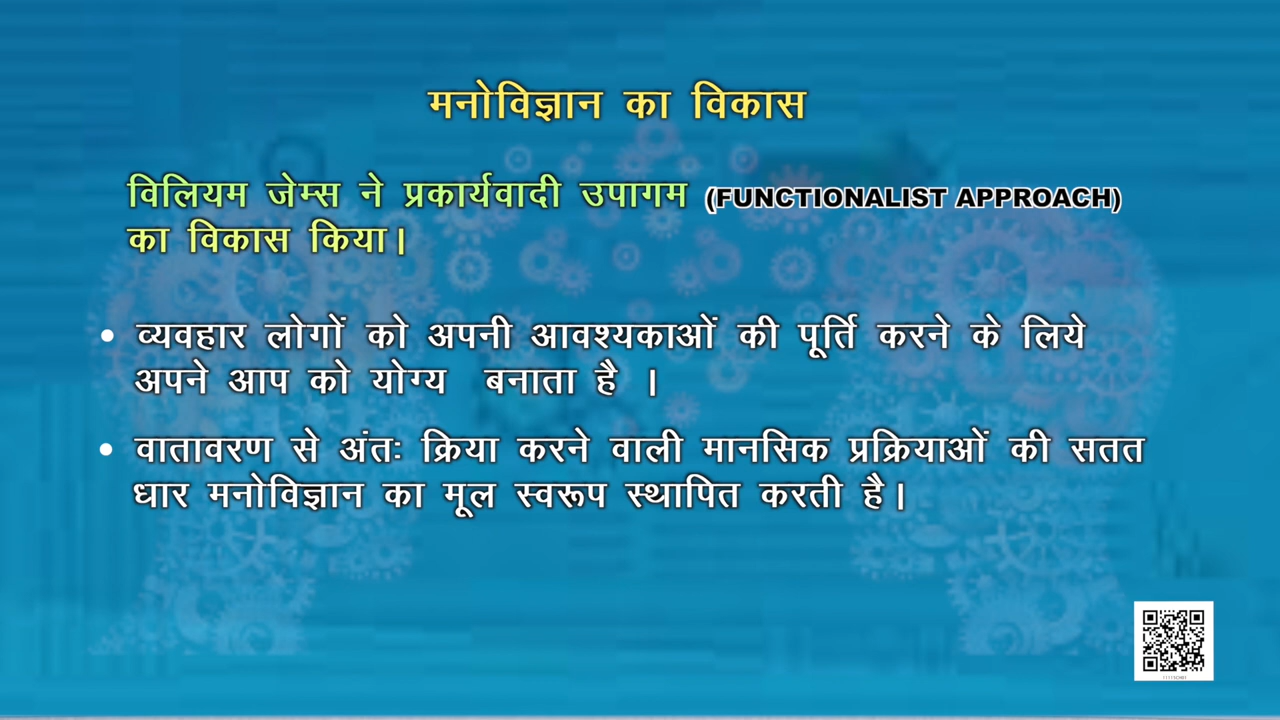 मनोविज्ञान का विकास
विलियम जेम्स ने प्रकार्यवादी उपागम (FUNCTIONALIST APPROACH)
का विकास किया।
• व्यवहार लोगों को अपनी आवश्यकाओं की पूर्ति करने के लिये
अपने आप को योग्य बनाता है ।
• वातावरण से अंतः क्रिया करने वाली मानसिक प्रक्रियाओं की सतत
धार मनोविज्ञान का मूल स्वरूप स्थापित करती है।